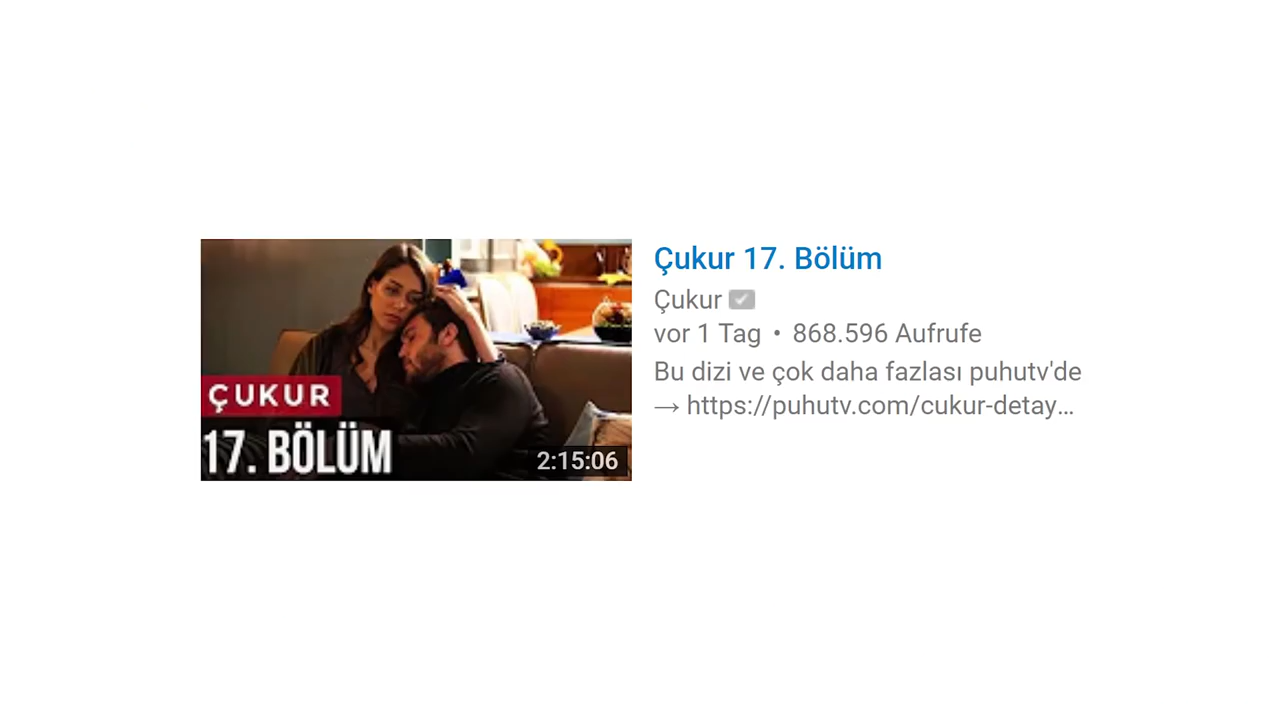 ÇUKUR
17. BÖLÜM
2:15:06
Çukur 17. Bölüm
Çukur
vor 1 Tag • 868.596 Aufrufe
Bu dizi ve çok daha fazlası puhutv'de
→ https://puhutv.com/cukur-detay...